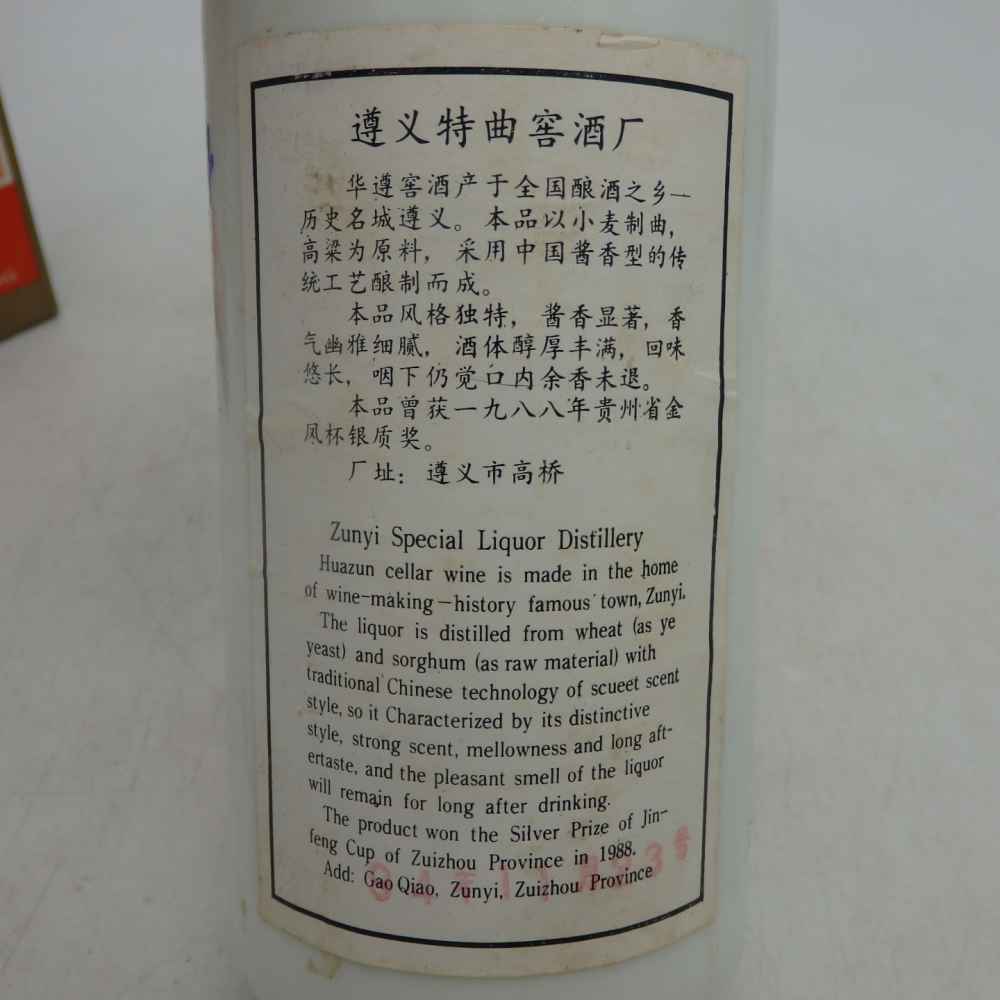 遵义特曲窖酒厂
华遵窖酒产于全国酿酒之乡—
历史名城遵义。本品以小麦制曲,
高粱为原料, 采用中国酱香型的传
统工艺酿制而成。
本品风格独特, 酱香显著, 香
气幽雅细腻, 酒体醇厚丰满, 回味
悠长, 咽下仍觉口内余香未退。
本品曾获一九八八年贵州省金
凤杯银质奖。
厂址: 遵义市高桥
Zunyi Special Liquor Distillery
Huazun cellar wine is made in the home
of wine-making—history famous town, Zunyi.
The liquor is distilled from wheat (as ye
yeast) and sorghum (as raw material) with
traditional Chinese technology of scueet scent
style, so it Characterized by its distinctive
style, strong scent, mellowness and long aft-
ertaste, and the pleasant smell of the liquor
will remain for long after drinking.
The product won the Silver Prize of Jin-
feng Cup of Zuizhou Province in 1988.
Add: Gao Qiao, Zunyi, Zuizhou Province